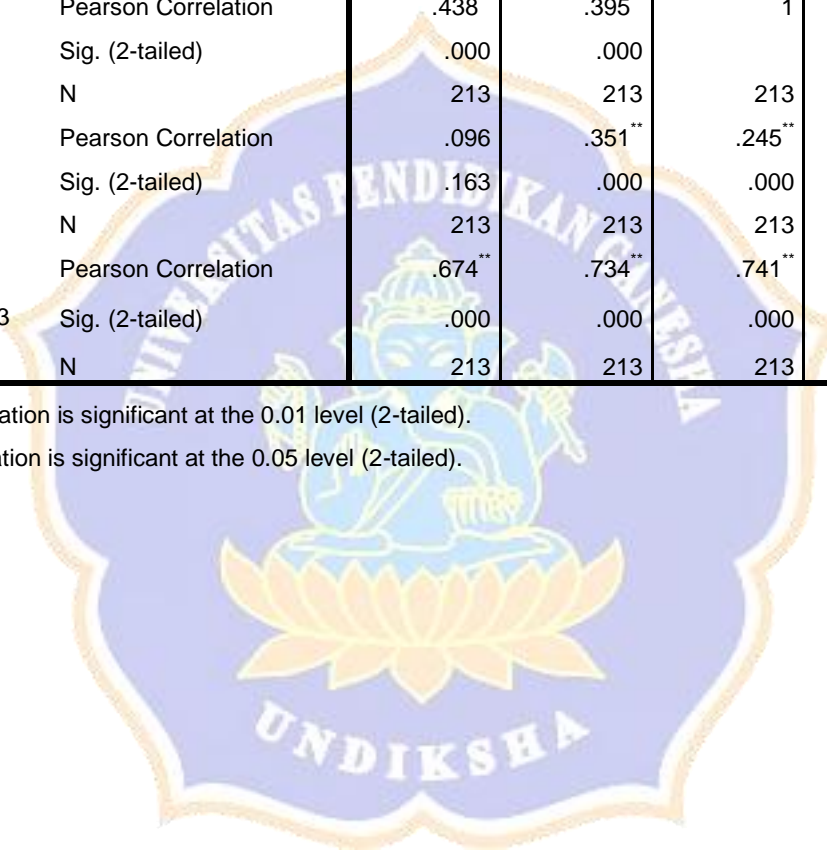 Pearson Correlation .438 .395 1
Sig. (2-tailed) .000 .000
N 213 213 213
Pearson Correlation .096 .351** .245**
Sig. (2-tailed) .163 .000 .000
N 213 213 213
Pearson Correlation .674** .734** .741**
3 Sig. (2-tailed) .000 .000 .000
N 213 213 213
ation is significant at the 0.01 level (2-tailed).
ation is significant at the 0.05 level (2-tailed).
UNIVERSITAS PENDIDIKAN GANESHA
UNDIKSHA